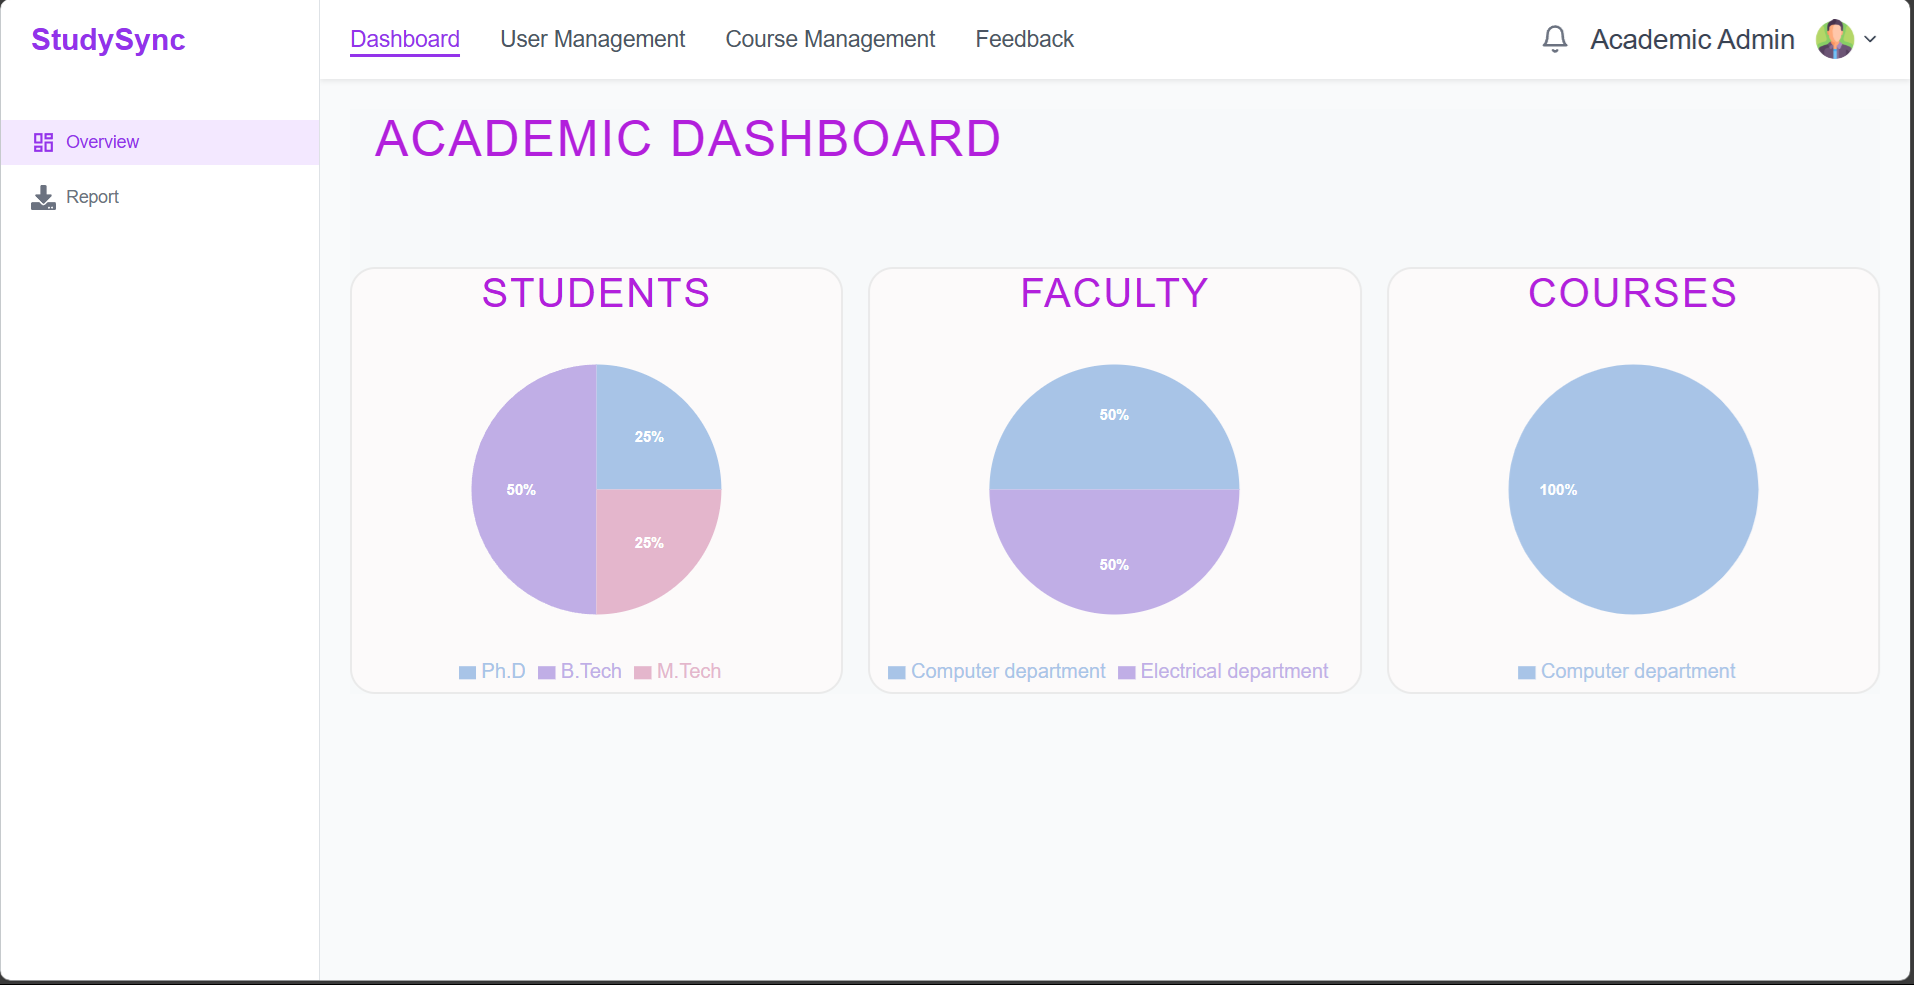 StudySync
Dashboard User Management Course Management Feedback
Academic Admin
Overview
Report
ACADEMIC DASHBOARD
STUDENTS
25%
50%
25%
Ph.D B.Tech M.Tech
FACULTY
50%
50%
Computer department Electrical department
COURSES
100%
Computer department